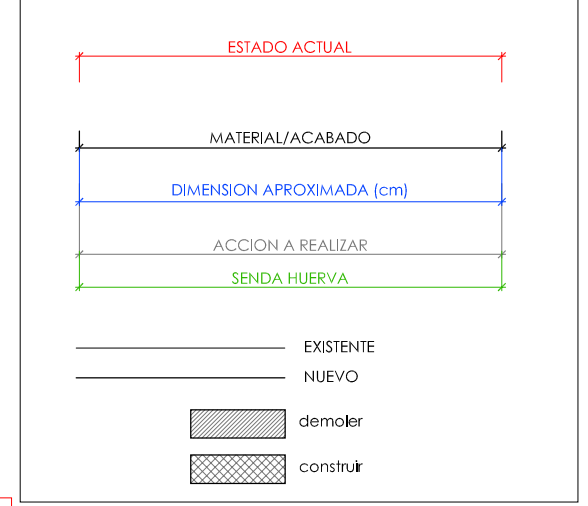 ESTADO ACTUAL
MATERIAL/ACABADO
DIMENSION APROXIMADA (cm)
ACCION A REALIZAR
SENDA HUERVA
EXISTENTE
NUEVO
demoler
construir